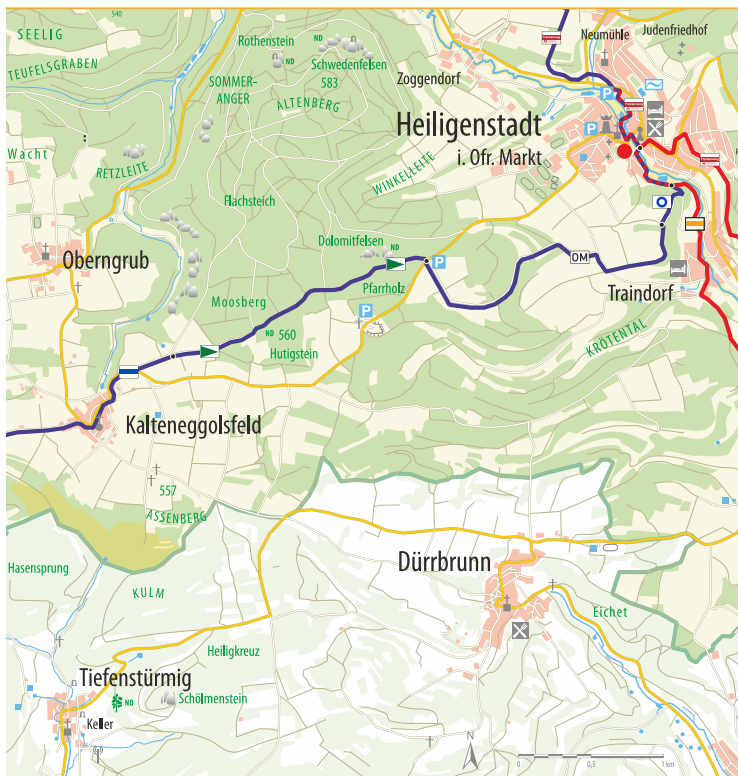 540
SEELIG
TEUFELSGRABEN
Rothenstein
ND
ND
Schwedenfelsen
583
SOMMER-
ANGER
ALTENBERG
Neumühle
Judenfriedhof
Zoggendorf
P
Heiligenstadt
i. Ofr. Markt
P
Wacht
RETZLEITE
WINKELLEITE
Flachsteich
Oberngrub
Dolomitfelsen
ND
P
OM
Pfarrholz
Traindorf
Moosberg
P
ND 560
Hutigstein
KRÖTENTAL
Kalteneggolsfeld
557
ASSENBERG
Hasensprung
KULM
Dürrbrunn
Eichet
Heiligkreuz
Tiefenstürmig
ND
Schölmenstein
Keller
N
0
0,5
1 km